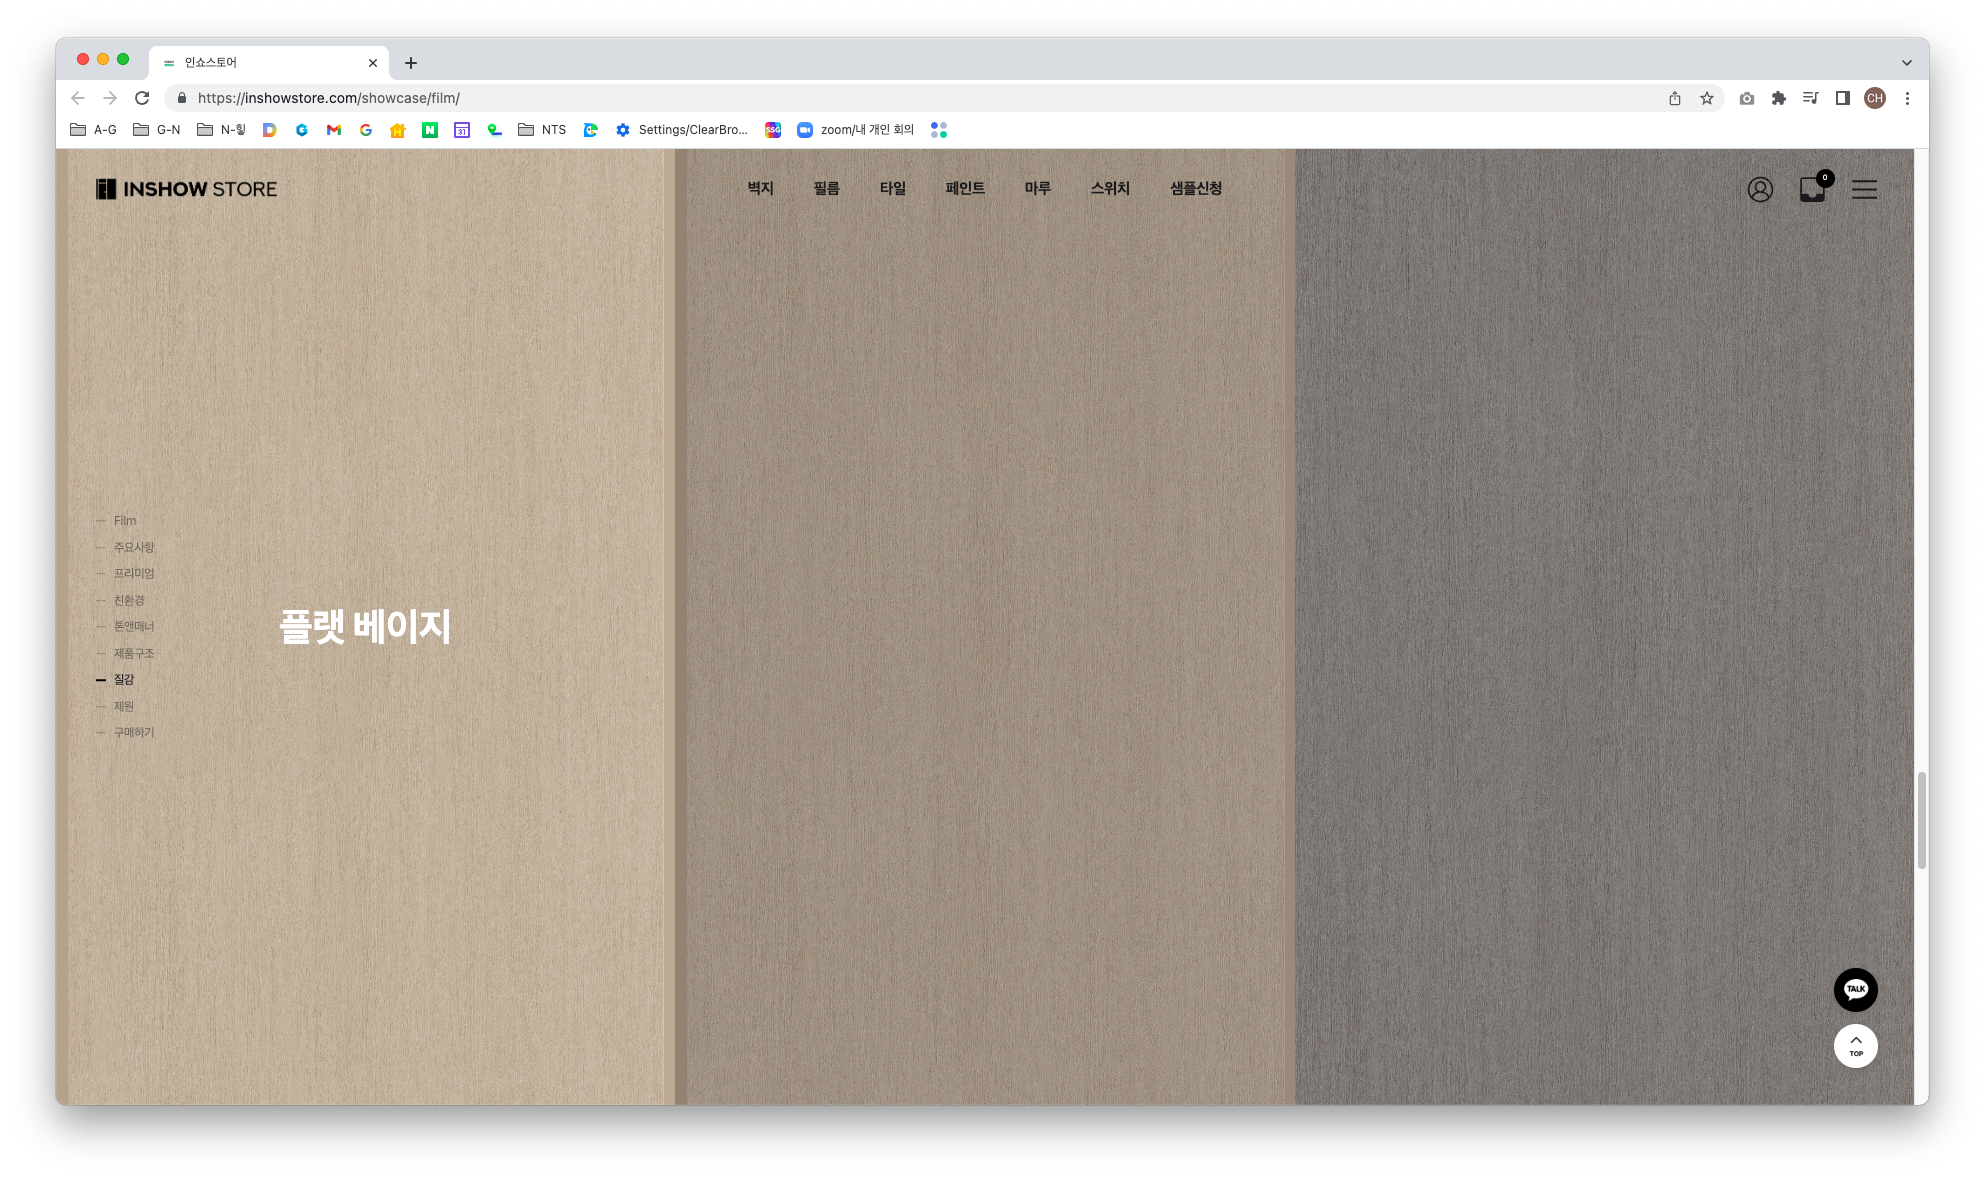 인쇼스토어
https://inshowstore.com/showcase/film/
CH
A-G
G-N
N-힣
31
NTS
Settings/ClearBro...
SSG
zoom/내 개인 회의
INSHOW STORE
벽지
필름
타일
페인트
마루
스위치
샘플신청
0
Film
주요사항
프리미엄
친환경
톤앤매너
제품구조
질감
제원
구매하기
플랫 베이지
TALK
TOP